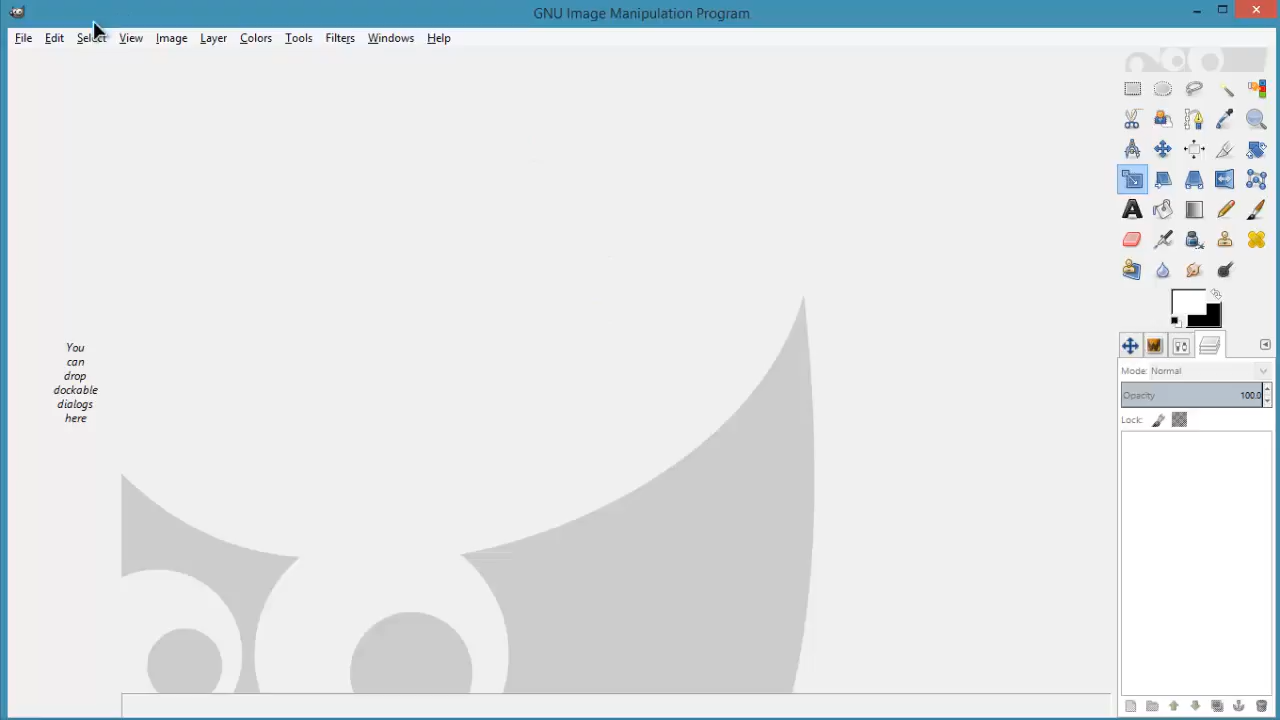 GNU Image Manipulation Program
File Edit Select View Image Layer Colors Tools Filters Windows Help
You
can
drop
dockable
dialogs
here
Mode: Normal
Opacity 100.0
Lock: